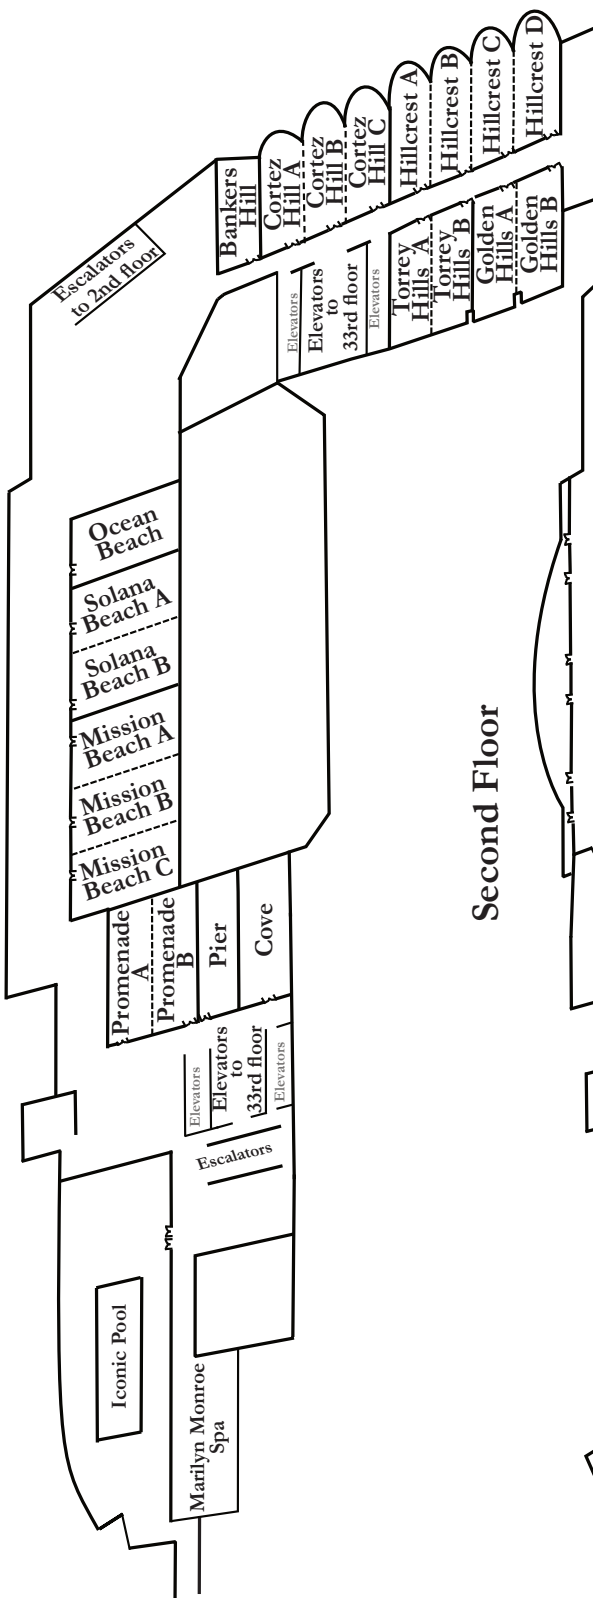 Escalators
to 2nd floor
Bankers
Hill
Cortez
Hill A
Cortez
Hill B
Cortez
Hill C
Hillcrest A
Hillcrest B
Hillcrest C
Hillcrest D
Elevators
Elevators
to
33rd floor
Elevators
Torrey
Hills A
Torrey
Hills B
Golden
Hills A
Golden
Hills B
Ocean
Beach
Solana
Beach A
Solana
Beach B
Mission
Beach A
Mission
Beach B
Mission
Beach C
Second Floor
Promenade
A
Promenade
B
Pier
Cove
Elevators
Elevators
to
33rd floor
Elevators
Escalators
Iconic Pool
Marilyn Monroe
Spa